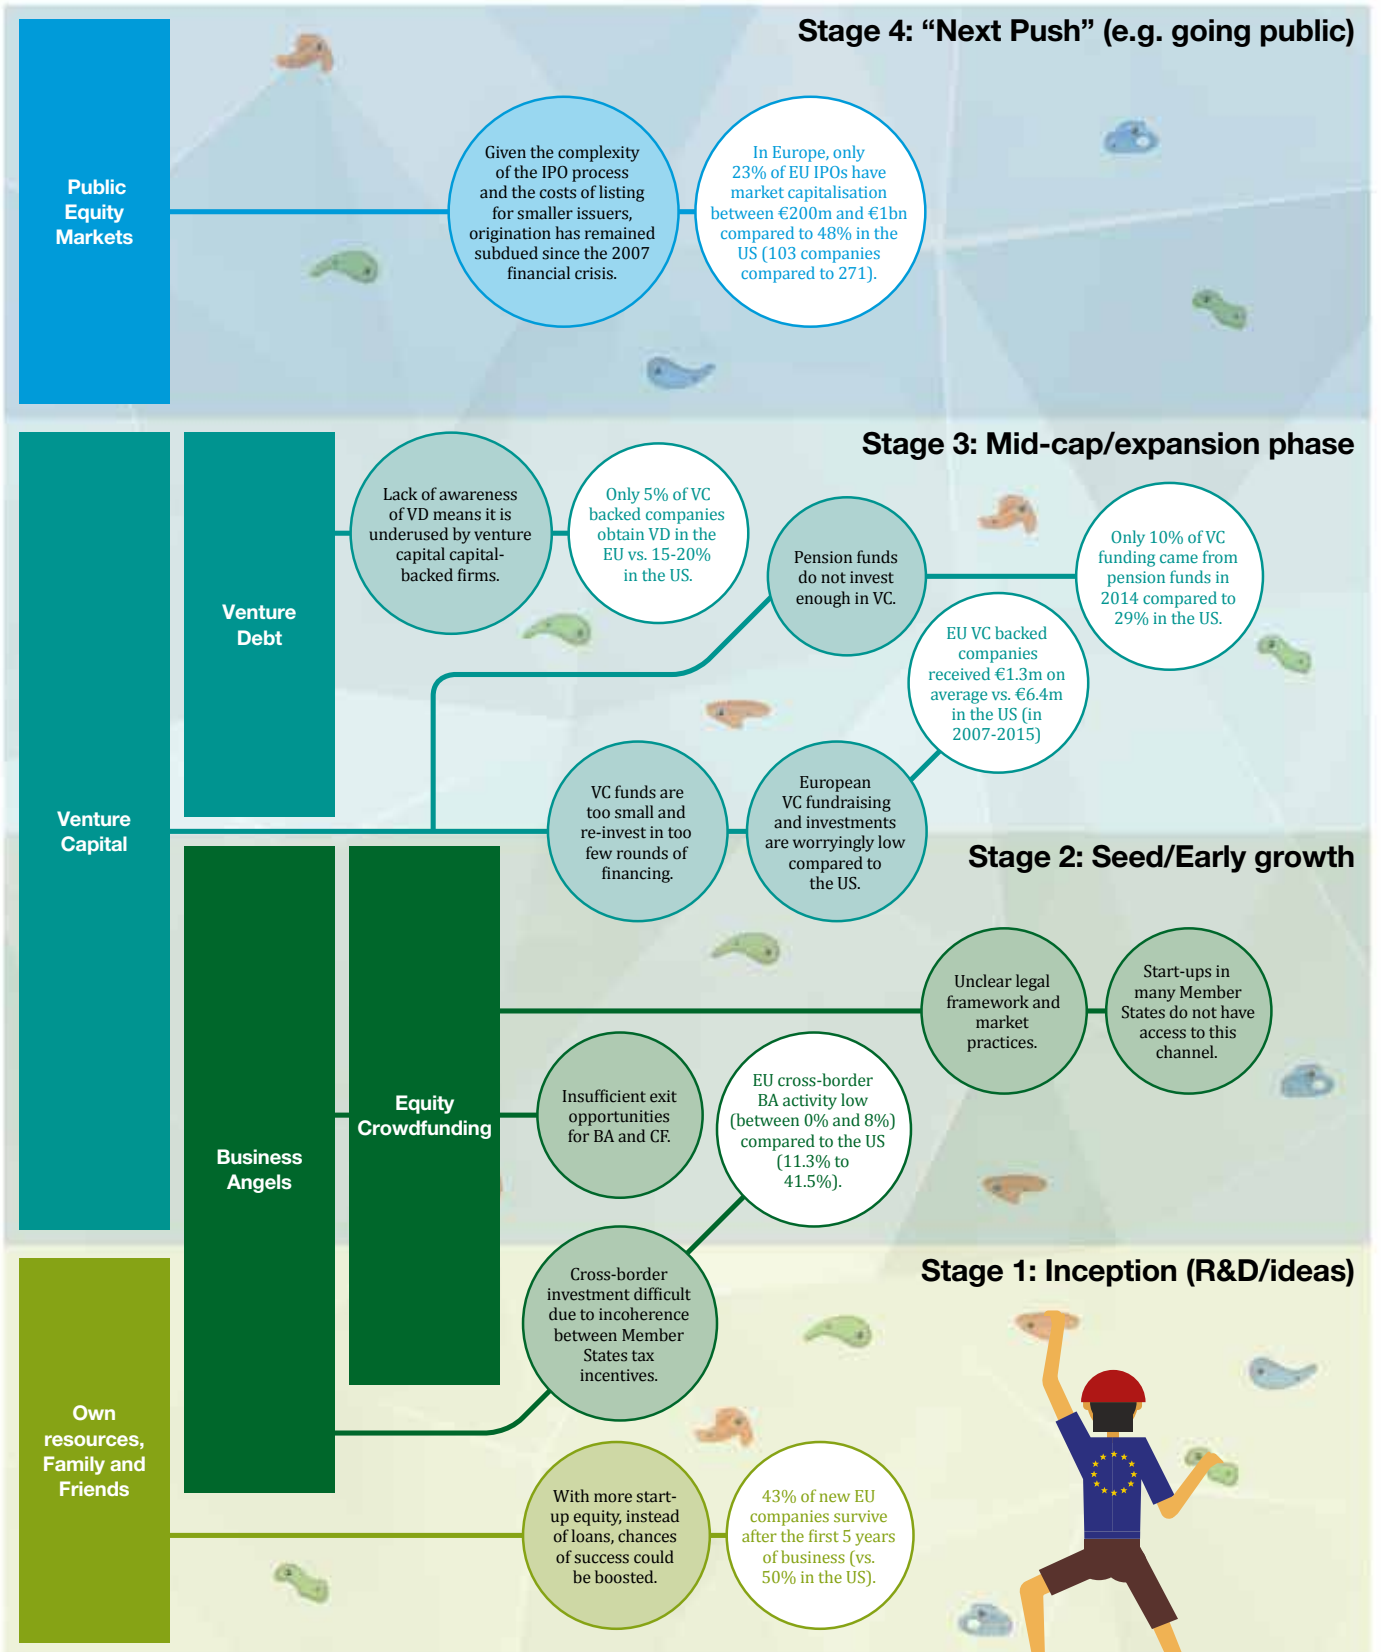 Stage 4: “Next Push” (e.g. going public)
Public
Equity
Markets
Given the complexity
of the IPO process
and the costs of listing
for smaller issuers,
origination has remained
subdued since the 2007
financial crisis.
In Europe, only
23% of EU IPOs have
market capitalisation
between €200m and €1bn
compared to 48% in the
US (103 companies
compared to 271).
Stage 3: Mid-cap/expansion phase
Venture
Capital
Venture
Debt
Lack of awareness
of VD means it is
underused by venture
capital capital-
backed firms.
Only 5% of VC
backed companies
obtain VD in the
EU vs. 15-20%
in the US.
Pension funds
do not invest
enough in VC.
Only 10% of VC
funding came from
pension funds in
2014 compared to
29% in the US.
EU VC backed
companies
received €1.3m on
average vs. €6.4m
in the US (in
2007-2015)
VC funds are
too small and
re-invest in too
few rounds of
financing.
European
VC fundraising
and investments
are worryingly low
compared to
the US.
Stage 2: Seed/Early growth
Business
Angels
Equity
Crowdfunding
Unclear legal
framework and
market
practices.
Start-ups in
many Member
States do not have
access to this
channel.
Insufficient exit
opportunities
for BA and CF.
EU cross-border
BA activity low
(between 0% and 8%)
compared to the US
(11.3% to
41.5%).
Cross-border
investment difficult
due to incoherence
between Member
States tax
incentives.
Stage 1: Inception (R&D/ideas)
Own
resources,
Family and
Friends
With more start-
up equity, instead
of loans, chances
of success could
be boosted.
43% of new EU
companies survive
after the first 5 years
of business (vs.
50% in the US).